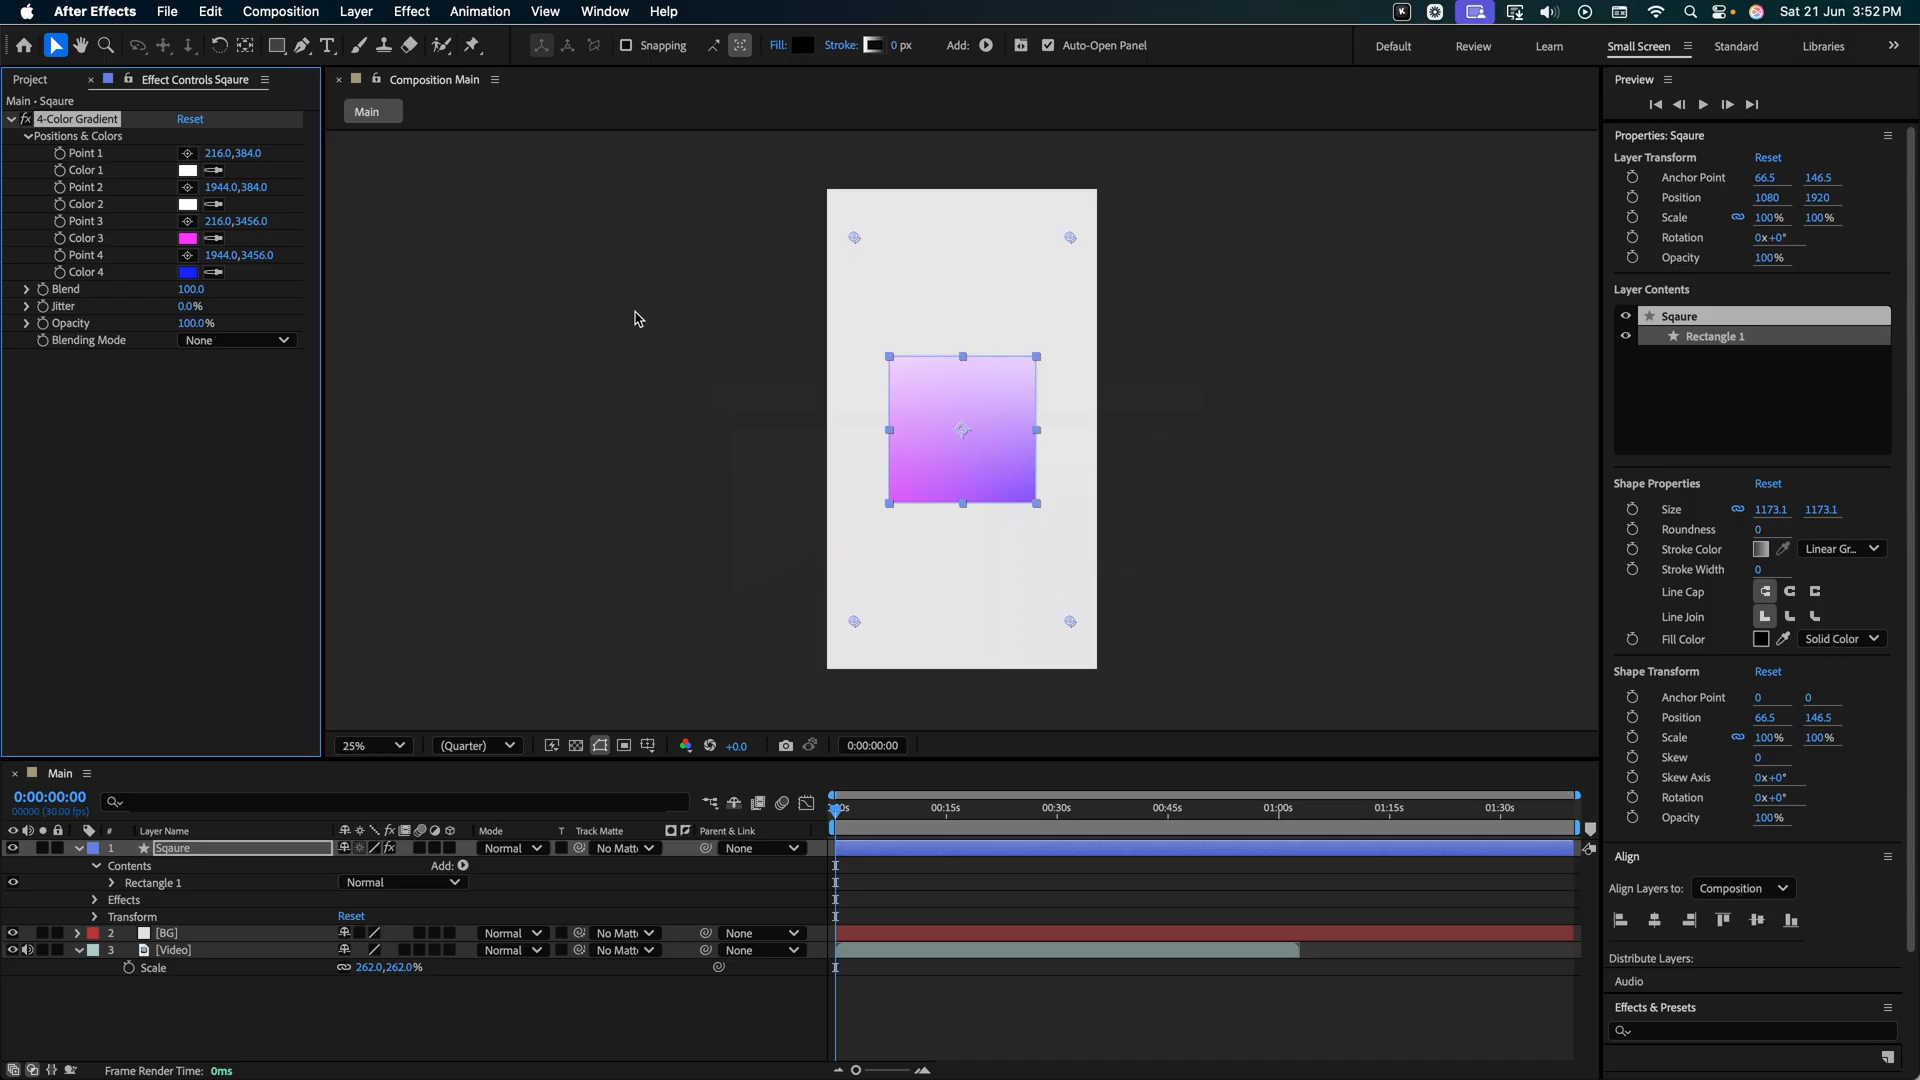 After Effects File Edit Composition Layer Effect Animation View Window Help Sat 21 Jun 3:52 PM
Snapping Fill: Stroke: 0 px Add: Auto-Open Panel Default Review Learn Small Screen Standard Libraries
Project Effect Controls Sqaure Composition Main Preview
Main • Sqaure
Main
4-Color Gradient Reset
Positions & Colors
Point 1 216.0,384.0
Color 1
Point 2 1944.0,384.0
Color 2
Point 3 216.0,3456.0
Color 3
Point 4 1944.0,3456.0
Color 4
Blend 100.0
Jitter 0.0%
Opacity 100.0%
Blending Mode None
Properties: Sqaure
Layer Transform Reset
Anchor Point 66.5 146.5
Position 1080 1920
Scale 100% 100%
Rotation 0x+0°
Opacity 100%
Layer Contents
Sqaure
Rectangle 1
Shape Properties Reset
Size 1173.1 1173.1
Roundness 0
Stroke Color Linear Gr...
Stroke Width 0
Line Cap
Line Join
Fill Color Solid Color
Shape Transform Reset
Anchor Point 0 0
Position 66.5 146.5
Scale 100% 100%
Skew 0
Skew Axis 0x+0°
Rotation 0x+0°
Opacity 100%
Align
Align Layers to: Composition
Distribute Layers:
Audio
Effects & Presets
25% (Quarter) +0.0 0:00:00:00
Main
0:00:00:00
00000 (30.00 fps)
00:15s 00:30s 00:45s 01:00s 01:15s 01:30s
# Layer Name Mode T Track Matte Parent & Link
1 Sqaure Normal No Matt None
Contents Add:
Rectangle 1 Normal
Effects
Transform Reset
2 [BG] Normal No Matt None
3 [Video] Normal No Matt None
Scale 262.0,262.0%
Frame Render Time: 0ms